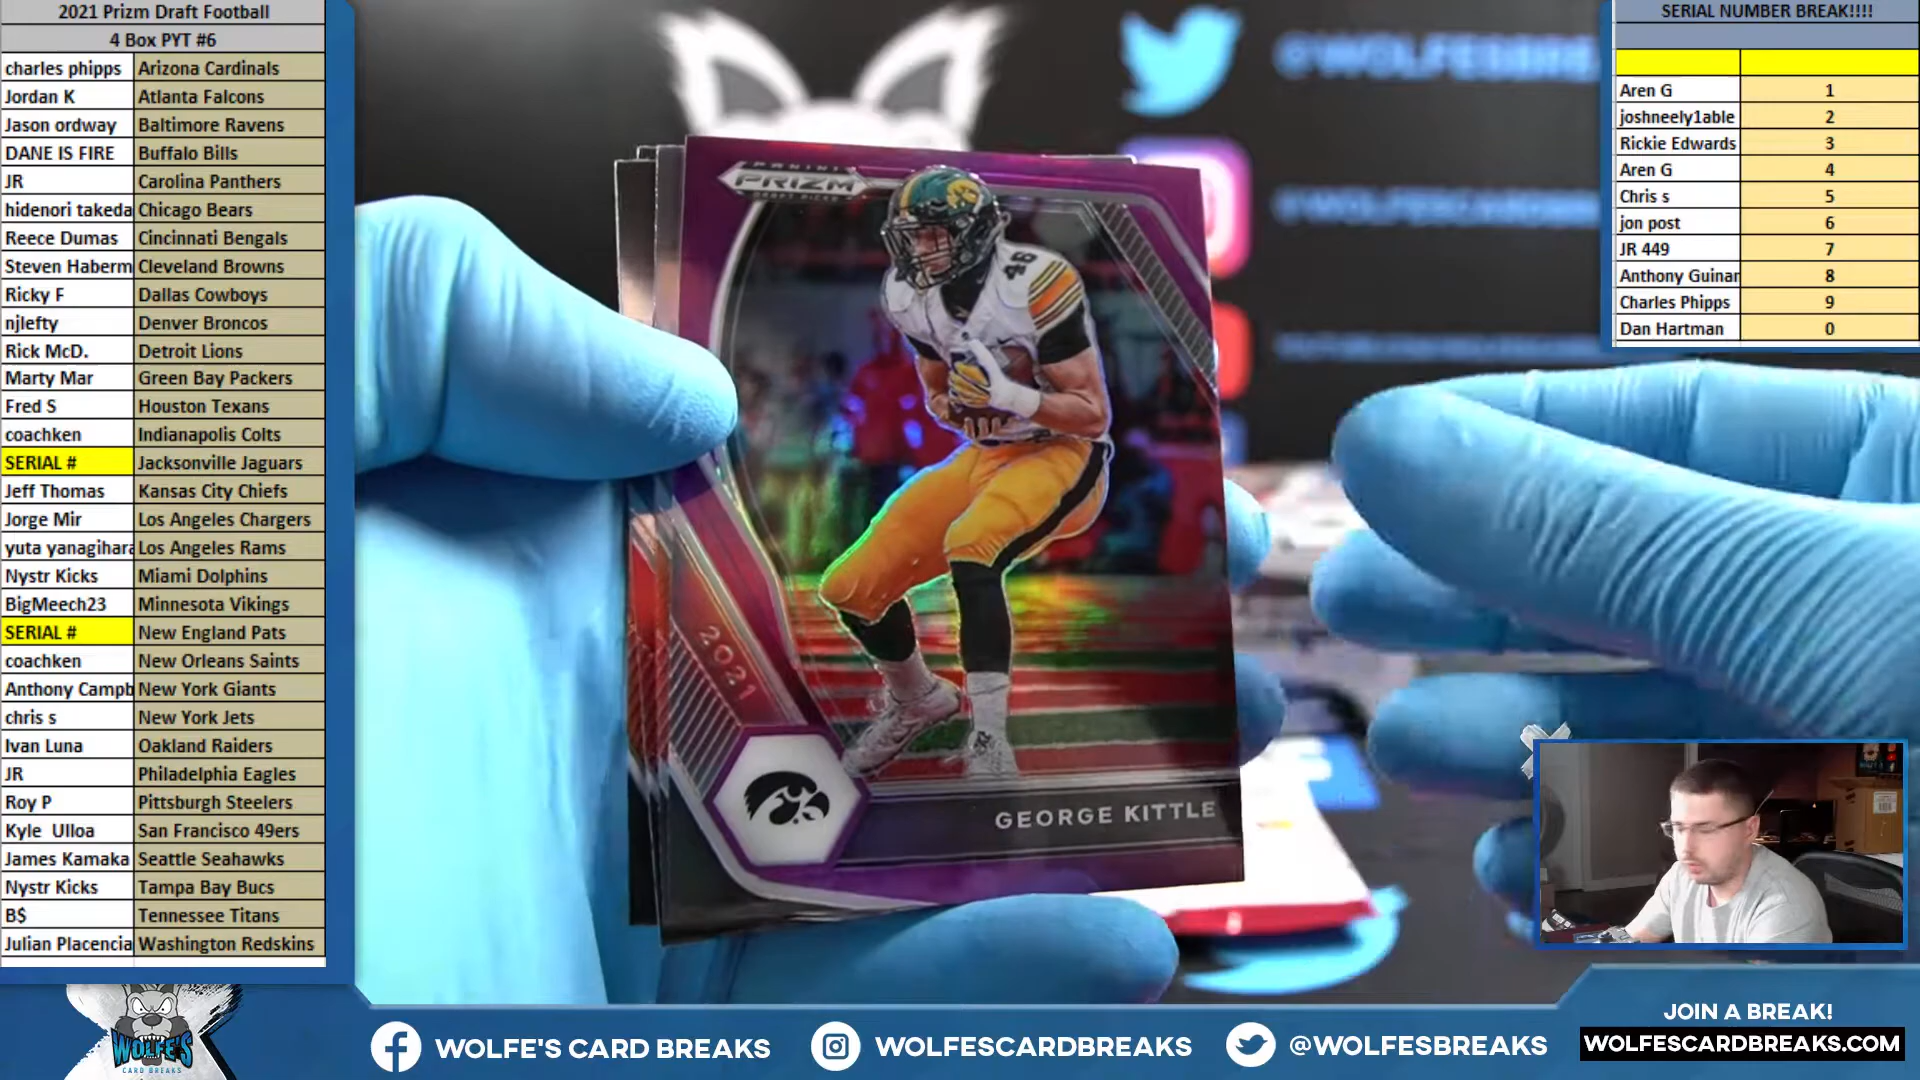 2021 Prizm Draft Football
4 Box PYT #6
charles phipps Arizona Cardinals
Jordan K Atlanta Falcons
Jason ordway Baltimore Ravens
DANE IS FIRE Buffalo Bills
JR Carolina Panthers
hidenori takeda Chicago Bears
Reece Dumas Cincinnati Bengals
Steven Haberm Cleveland Browns
Ricky F Dallas Cowboys
njlefty Denver Broncos
Rick McD. Detroit Lions
Marty Mar Green Bay Packers
Fred S Houston Texans
coachken Indianapolis Colts
SERIAL # Jacksonville Jaguars
Jeff Thomas Kansas City Chiefs
Jorge Mir Los Angeles Chargers
yuta yanagihara Los Angeles Rams
Nystr Kicks Miami Dolphins
BigMeech23 Minnesota Vikings
SERIAL # New England Pats
coachken New Orleans Saints
Anthony Campb New York Giants
chris s New York Jets
Ivan Luna Oakland Raiders
JR Philadelphia Eagles
Roy P Pittsburgh Steelers
Kyle Ulloa San Francisco 49ers
James Kamaka Seattle Seahawks
Nystr Kicks Tampa Bay Bucs
B$ Tennessee Titans
Julian Placencia Washington Redskins
@WOLFESBRE
PANINI
PRIZM
DRAFT PICKS
46
2021
GEORGE KITTLE
SERIAL NUMBER BREAK!!!!
Aren G 1
joshneely1able 2
Rickie Edwards 3
Aren G 4
Chris s 5
jon post 6
JR 449 7
Anthony Guinan 8
Charles Phipps 9
Dan Hartman 0
WOLFE'S
CARD BREAKS
WOLFE'S CARD BREAKS
WOLFESCARDBREAKS
@WOLFESBREAKS
JOIN A BREAK!
WOLFESCARDBREAKS.COM